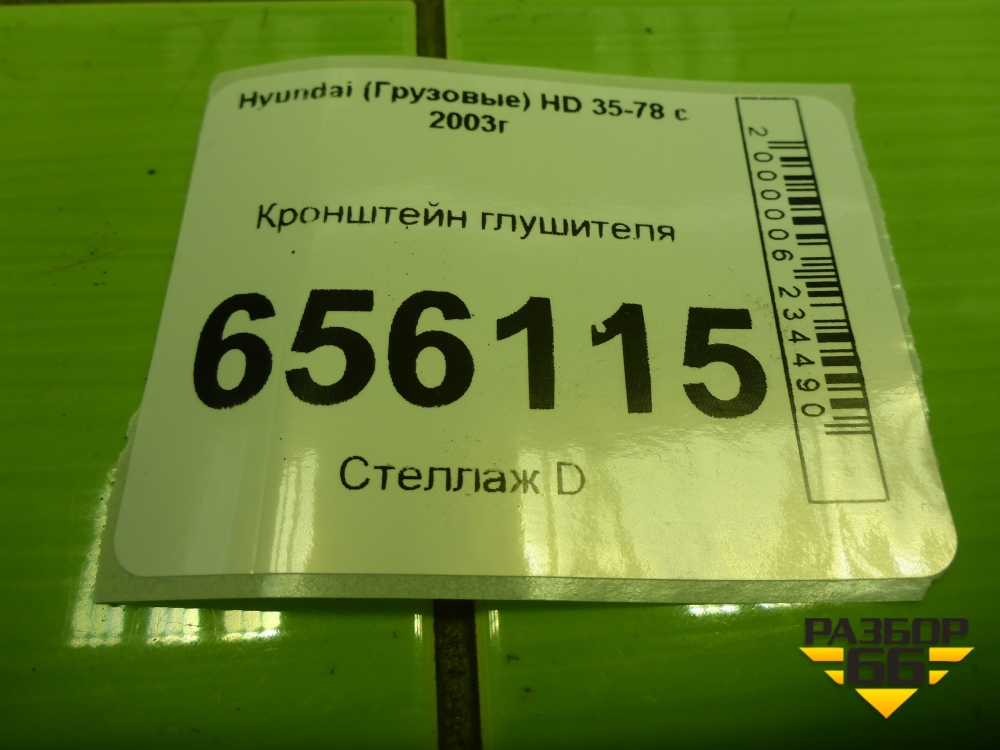 Hyundai (Грузовые) HD 35-78 с
2003г
Кронштейн глушителя
656115
Стеллаж D
2000006234490
РАЗБОР
66